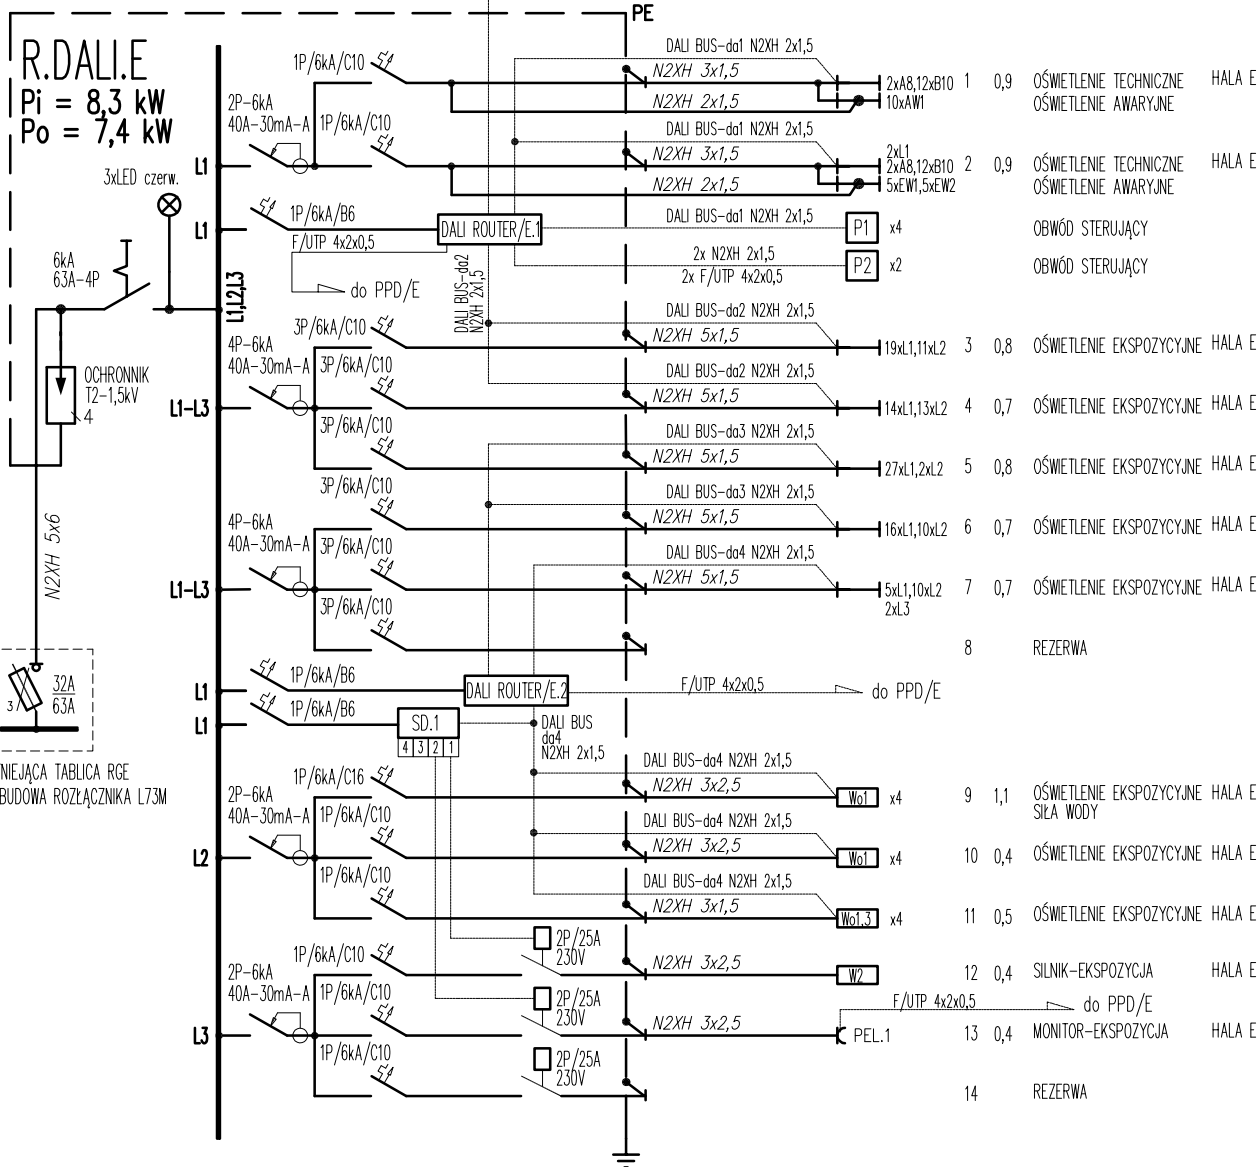 PE
R.DALI.E
Pi = 8,3 kW
Po = 7,4 kW
1P/6kA/C10
DALI BUS-da1 N2XH 2x1,5
N2XH 3x1,5
N2XH 2x1,5
2xA8,12xB10 1 0,9 OŚWIETLENIE TECHNICZNE HALA E
10xAW1 OŚWIETLENIE AWARYJNE
2P-6kA
40A-30mA-A
1P/6kA/C10
L1
DALI BUS-da1 N2XH 2x1,5
N2XH 3x1,5
N2XH 2x1,5
2xL1
2xA8,12xB10 2 0,9 OŚWIETLENIE TECHNICZNE HALA E
5xEW1,5xEW2 OŚWIETLENIE AWARYJNE
3xLED czerw.
L1
1P/6kA/B6
DALI ROUTER/E.1
DALI BUS-da1 N2XH 2x1,5
P1 x4 OBWÓD STERUJĄCY
F/UTP 4x2x0,5
do PPD/E
2x N2XH 2x1,5
2x F/UTP 4x2x0,5
P2 x2 OBWÓD STERUJĄCY
6kA
63A-4P
L1,L2,L3
DALI BUS-da2
N2XH 2x1,5
3P/6kA/C10
DALI BUS-da2 N2XH 2x1,5
N2XH 5x1,5
19xL1,11xL2 3 0,8 OŚWIETLENIE EKSPOZYCYJNE HALA E
4P-6kA
40A-30mA-A
3P/6kA/C10
L1-L3
DALI BUS-da2 N2XH 2x1,5
N2XH 5x1,5
14xL1,13xL2 4 0,7 OŚWIETLENIE EKSPOZYCYJNE HALA E
OCHRONNIK
T2-1,5kV
4
3P/6kA/C10
DALI BUS-da3 N2XH 2x1,5
N2XH 5x1,5
27xL1,2xL2 5 0,8 OŚWIETLENIE EKSPOZYCYJNE HALA E
3P/6kA/C10
DALI BUS-da3 N2XH 2x1,5
N2XH 5x1,5
16xL1,10xL2 6 0,7 OŚWIETLENIE EKSPOZYCYJNE HALA E
4P-6kA
40A-30mA-A
3P/6kA/C10
L1-L3
DALI BUS-da4 N2XH 2x1,5
N2XH 5x1,5
5xL1,10xL2 7 0,7 OŚWIETLENIE EKSPOZYCYJNE HALA E
2xL3
N2XH 5x6
3P/6kA/C10
8 REZERWA
L1
1P/6kA/B6
DALI ROUTER/E.2
F/UTP 4x2x0,5
do PPD/E
3
32A
63A
L1
1P/6kA/B6
SD.1
4 3 2 1
DALI BUS
da4
N2XH 2x1,5
NIEJĄCA TABLICA RGE
BUDOWA ROZŁĄCZNIKA L73M
1P/6kA/C16
DALI BUS-da4 N2XH 2x1,5
N2XH 3x2,5
Wo1 x4 9 1,1 OŚWIETLENIE EKSPOZYCYJNE HALA E
SIŁA WODY
2P-6kA
40A-30mA-A
1P/6kA/C10
L2
DALI BUS-da4 N2XH 2x1,5
N2XH 3x2,5
Wo1 x4 10 0,4 OŚWIETLENIE EKSPOZYCYJNE HALA E
1P/6kA/C10
DALI BUS-da4 N2XH 2x1,5
N2XH 3x1,5
Wo1,3 x4 11 0,5 OŚWIETLENIE EKSPOZYCYJNE HALA E
1P/6kA/C10
2P/25A
230V
N2XH 3x2,5
W2 12 0,4 SILNIK-EKSPOZYCJA HALA E
2P-6kA
40A-30mA-A
1P/6kA/C10
L3
2P/25A
230V
N2XH 3x2,5
F/UTP 4x2x0,5
do PPD/E
PEL.1 13 0,4 MONITOR-EKSPOZYCJA HALA E
1P/6kA/C10
2P/25A
230V
14 REZERWA